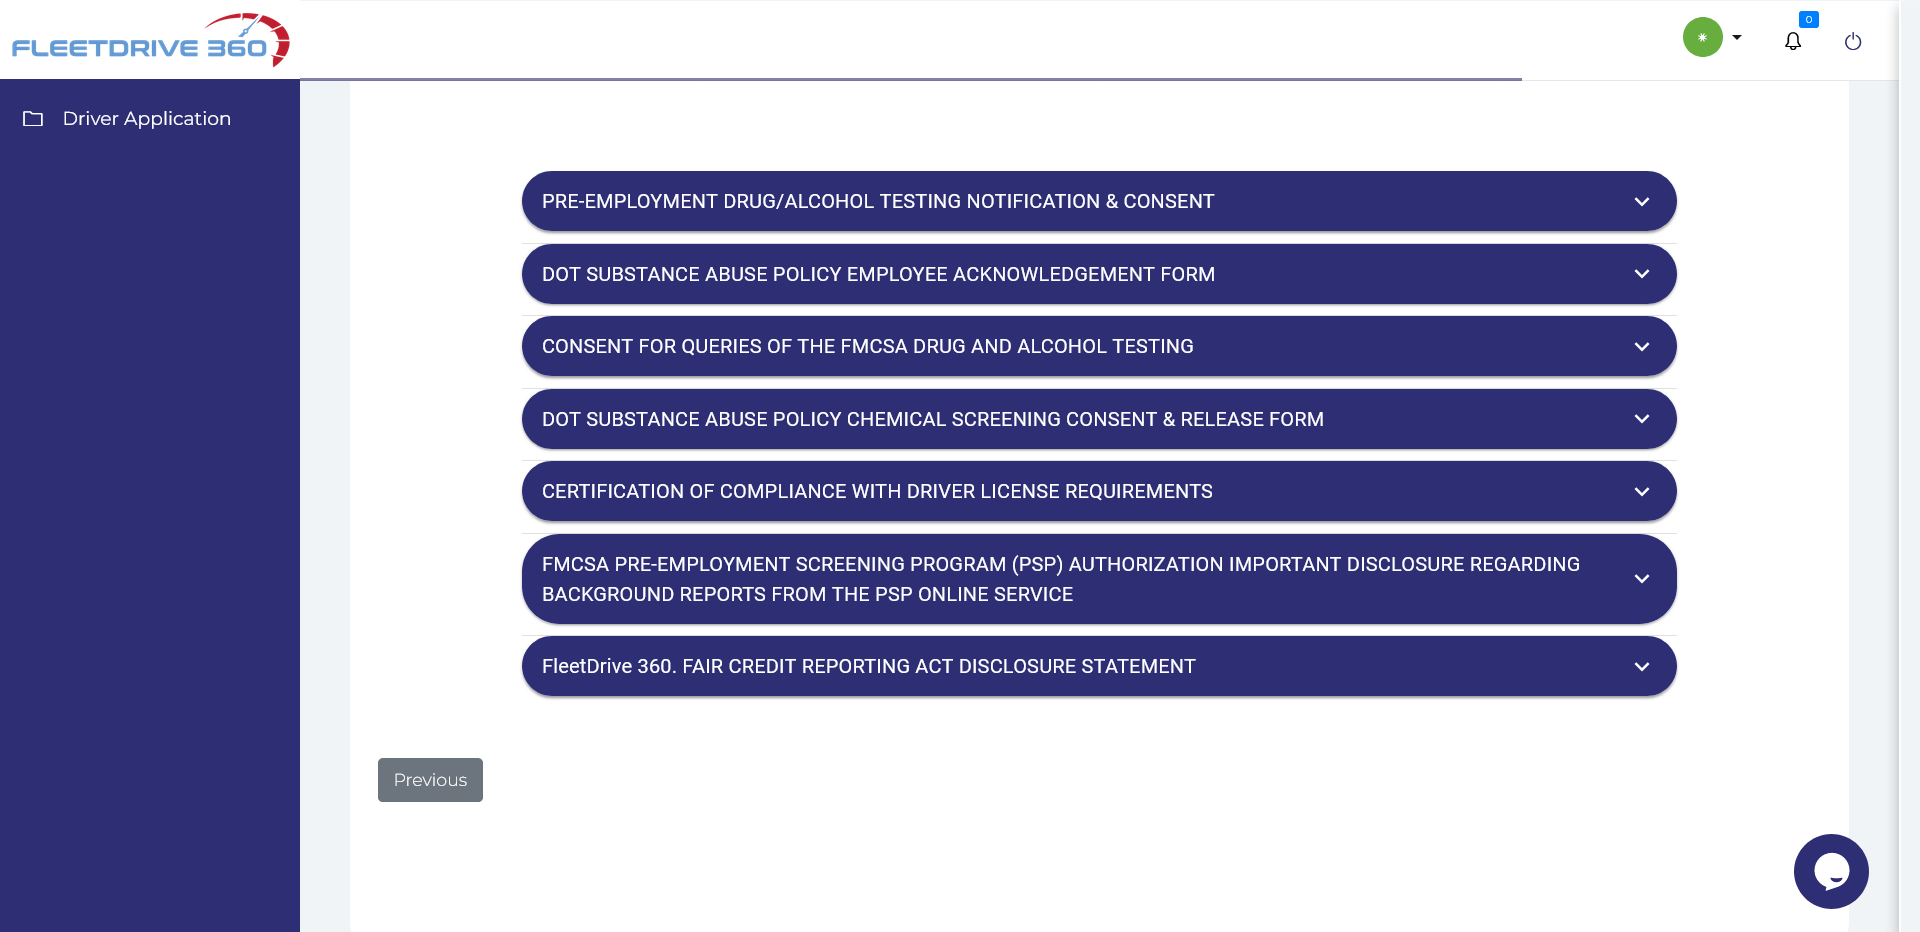 FLEETDRIVE 360
0
Driver Application
PRE-EMPLOYMENT DRUG/ALCOHOL TESTING NOTIFICATION & CONSENT
DOT SUBSTANCE ABUSE POLICY EMPLOYEE ACKNOWLEDGEMENT FORM
CONSENT FOR QUERIES OF THE FMCSA DRUG AND ALCOHOL TESTING
DOT SUBSTANCE ABUSE POLICY CHEMICAL SCREENING CONSENT & RELEASE FORM
CERTIFICATION OF COMPLIANCE WITH DRIVER LICENSE REQUIREMENTS
FMCSA PRE-EMPLOYMENT SCREENING PROGRAM (PSP) AUTHORIZATION IMPORTANT DISCLOSURE REGARDING
BACKGROUND REPORTS FROM THE PSP ONLINE SERVICE
FleetDrive 360. FAIR CREDIT REPORTING ACT DISCLOSURE STATEMENT
Previous